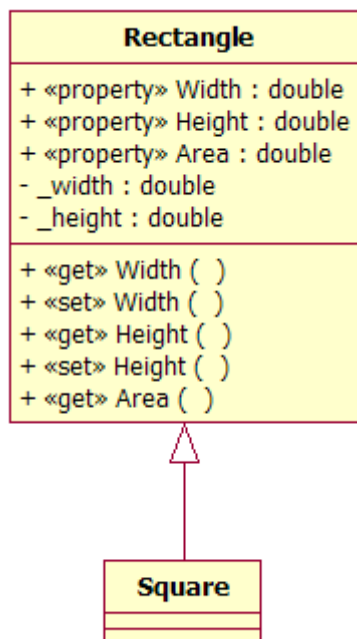 Rectangle
+ «property» Width : double
+ «property» Height : double
+ «property» Area : double
- _width : double
- _height : double
+ «get» Width ( )
+ «set» Width ( )
+ «get» Height ( )
+ «set» Height ( )
+ «get» Area ( )
Square